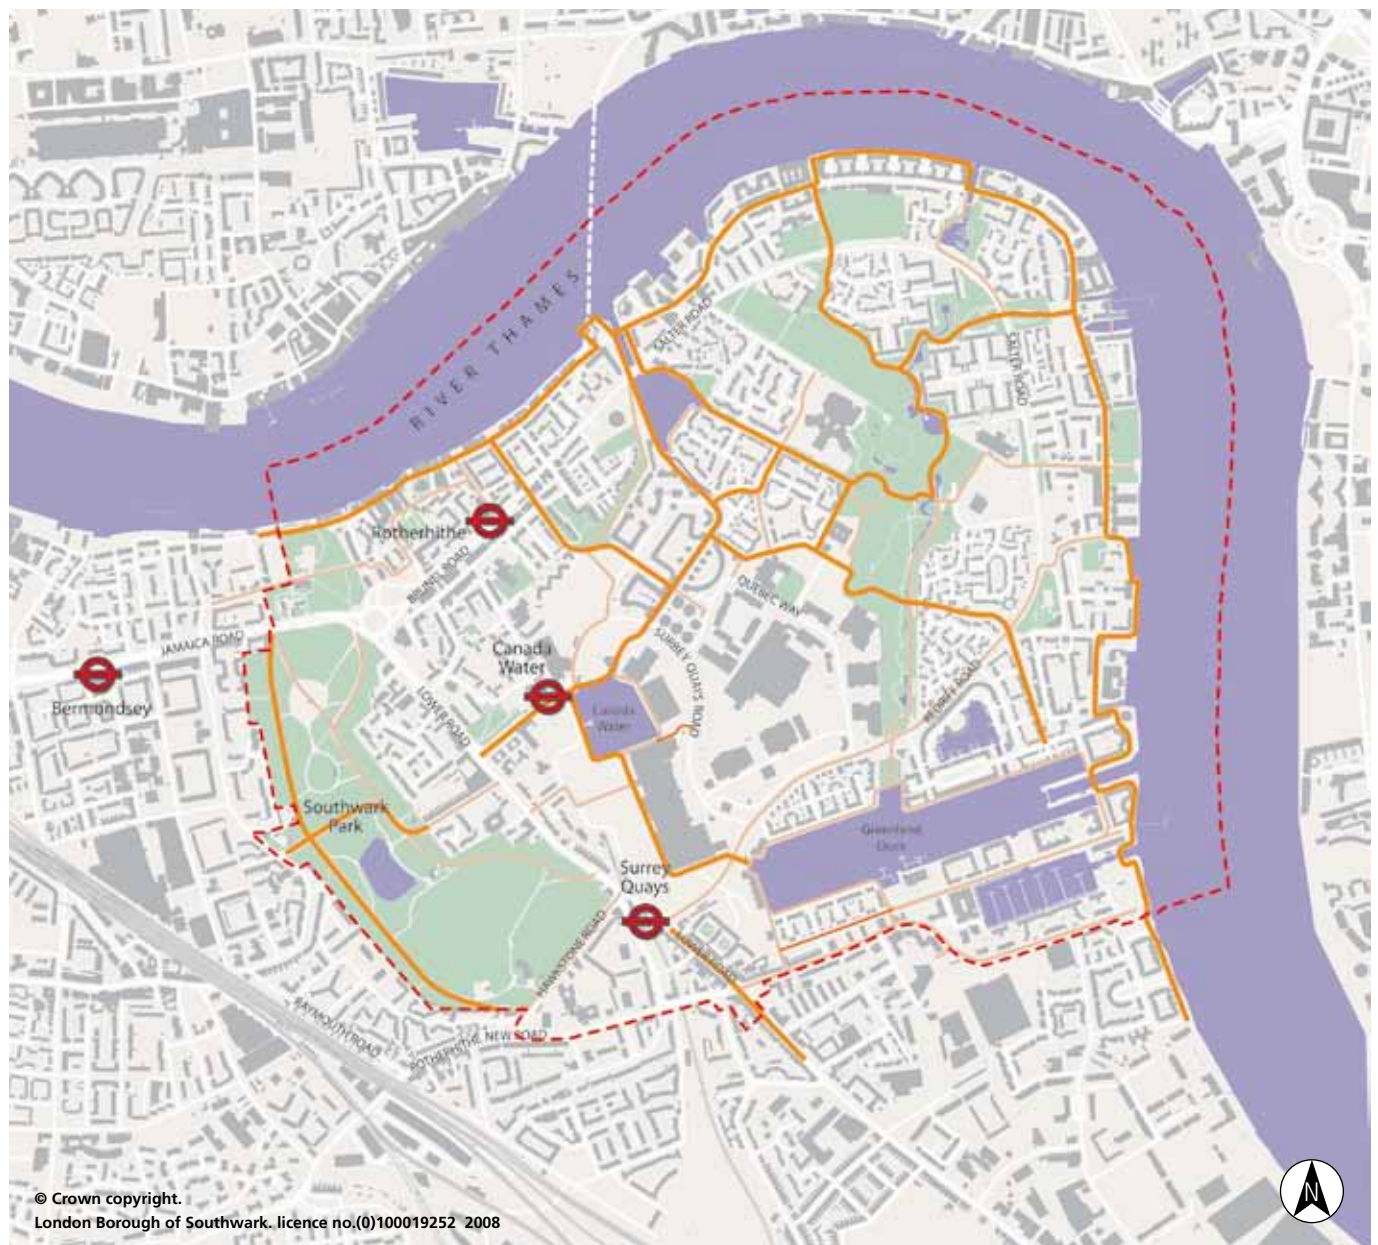 RIVER THAMES
SALTER ROAD
SALTER ROAD
Rotherhithe
BRUNEL ROAD
QUEBEC WAY
JAMAICA ROAD
Canada
Water
SURREY QUAYS ROAD
Bermondsey
LOWER ROAD
REDRIFF ROAD
Canada
Water
Southwark
Park
Greenland
Dock
Surrey
Quays
HAWKSTONE ROAD
LOWER ROAD
RAYMOUTH ROAD
ROTHERHITHE NEW ROAD
© Crown copyright.
London Borough of Southwark. licence no.(0)100019252 2008
N